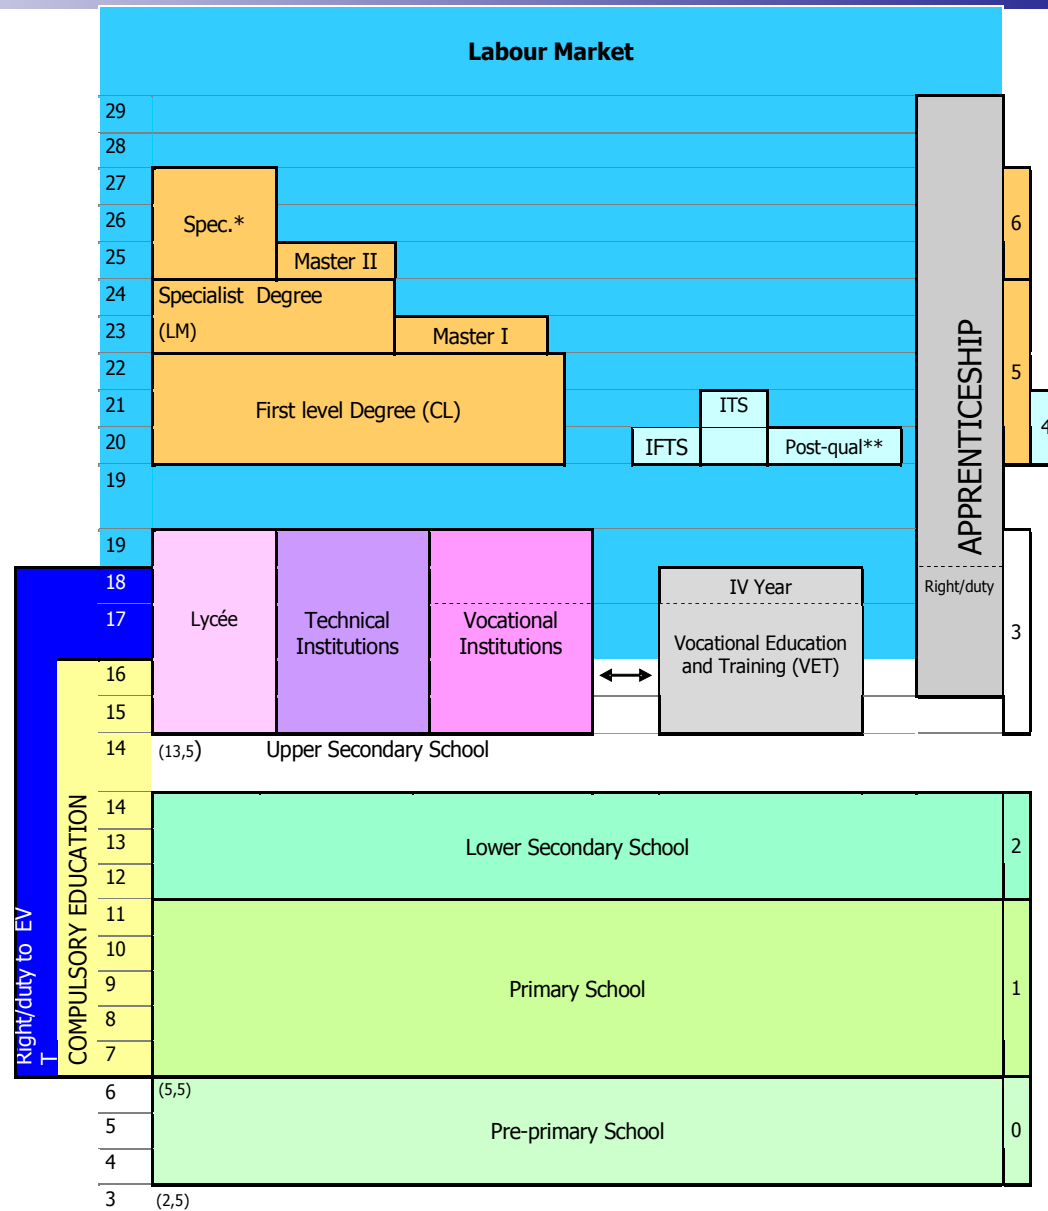 Labour Market
29
28
27
26
Spec.*
6
25
Master II
24
Specialist Degree
23
(LM)
Master I
22
5
21
First level Degree (CL)
ITS
4
20
IFTS
Post-qual**
19
APPRENTICESHIP
19
18
IV Year
Right/duty
17
Lycée
Technical
Institutions
Vocational
Institutions
Vocational Education
and Training (VET)
3
16
15
14
(13,5)
Upper Secondary School
14
13
Lower Secondary School
2
12
11
10
9
Primary School
1
8
7
COMPULSORY EDUCATION
Right/duty to EV
T
6
(5,5)
5
Pre-primary School
0
4
3
(2,5)